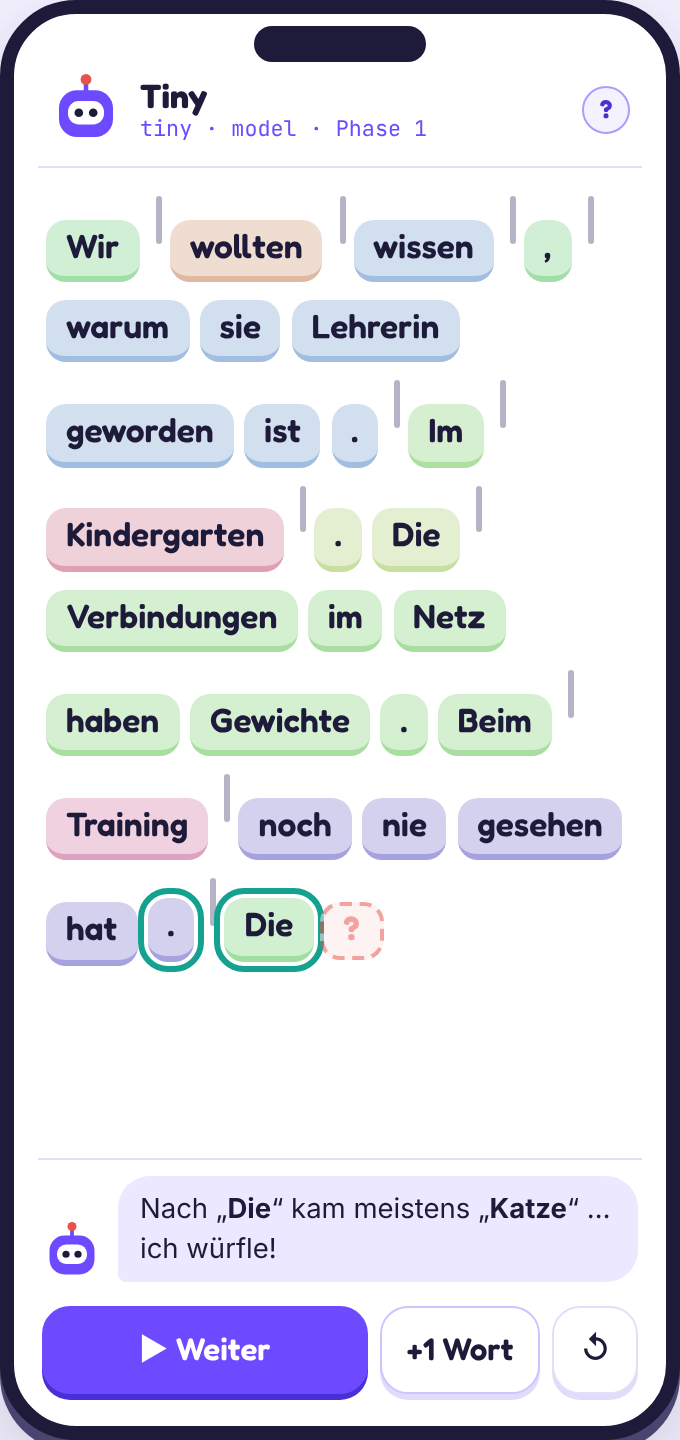 Tiny
tiny · model · Phase 1
?
Wir wollten wissen ,
warum sie Lehrerin
geworden ist . Im
Kindergarten . Die
Verbindungen im Netz
haben Gewichte . Beim
Training noch nie gesehen
hat . Die ?
Nach „Die“ kam meistens „Katze“ ...
ich würfle!
Weiter +1 Wort